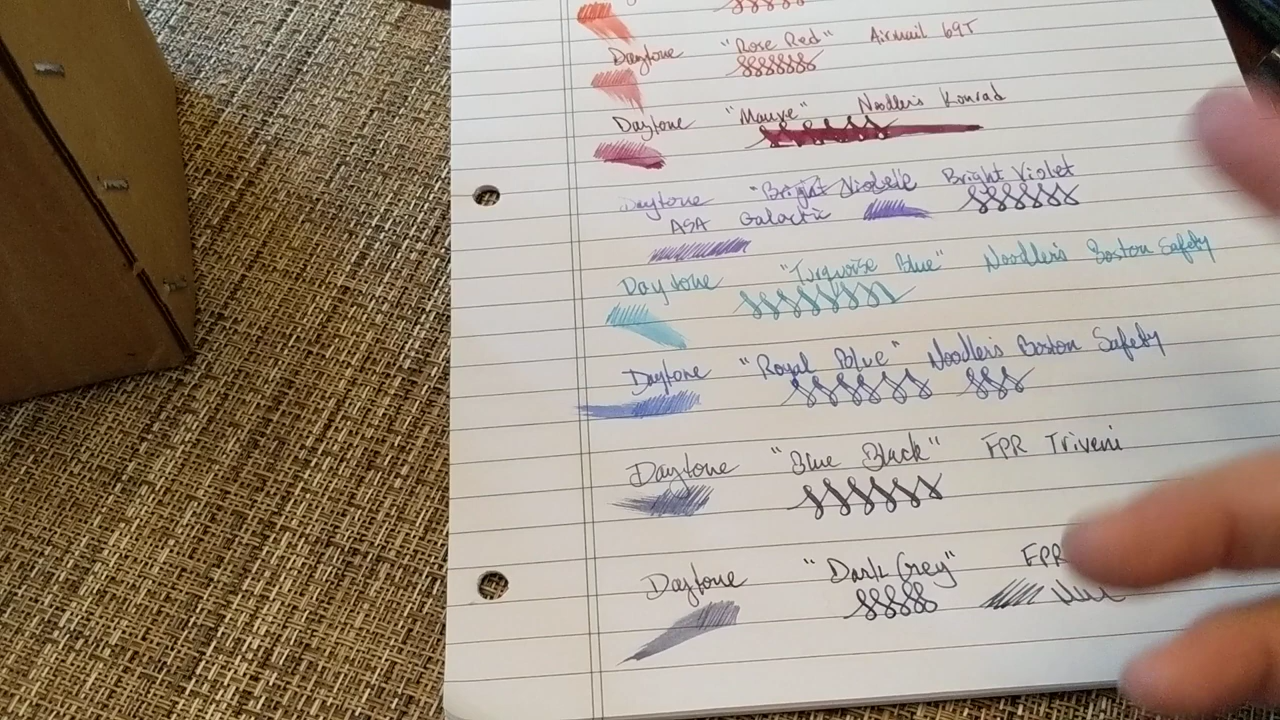 Daytone "Rose Red" Airmail 69T
Daytone "Mauve" Noodler's Konrad
Daytone "Bright Bright Violet
ASA Galactic
Daytone "Turquoise Blue" Noodler's Boston Safety
Daytone "Royal Blue" Noodler's Boston Safety
Daytone "Blue Black" FPR Triveni
Daytone "Dark Grey" FPR